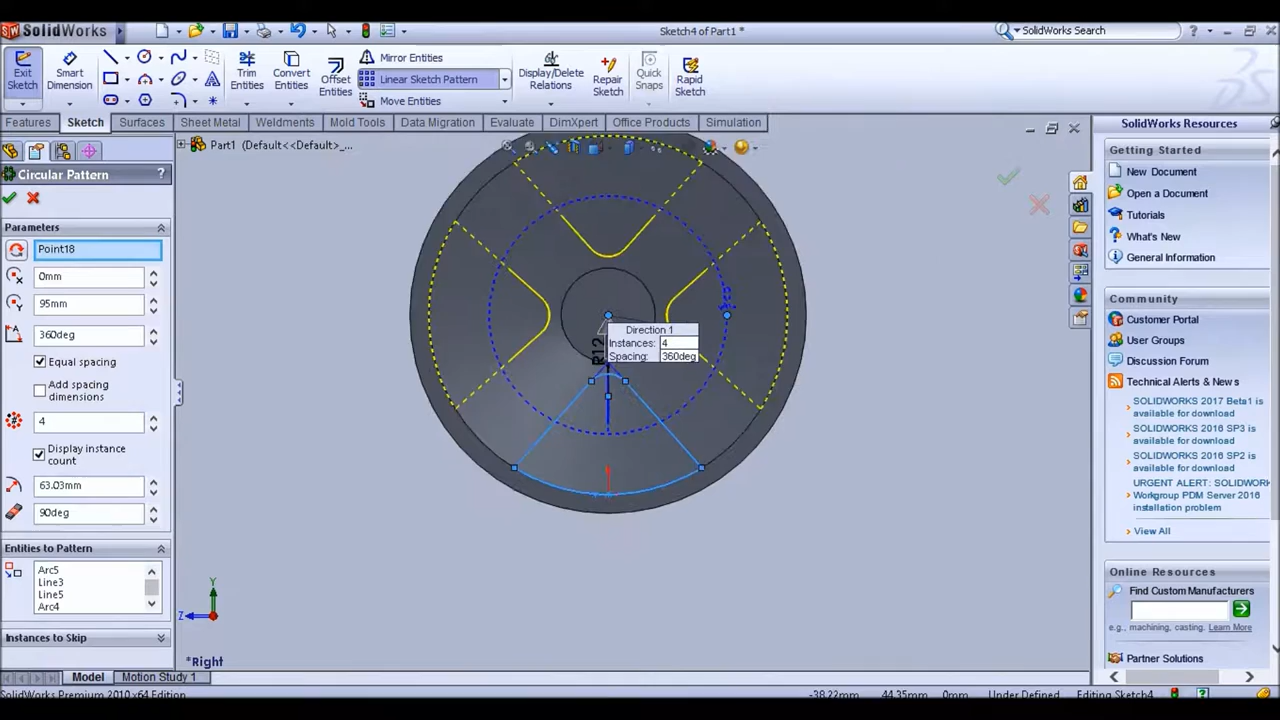 SolidWorks
Sketch4 of Part1 *
SolidWorks Search
Exit Sketch
Smart Dimension
Trim Entities
Convert Entities
Offset Entities
Mirror Entities
Linear Sketch Pattern
Move Entities
Display/Delete Relations
Repair Sketch
Quick Snaps
Rapid Sketch
Features
Sketch
Surfaces
Sheet Metal
Weldments
Mold Tools
Data Migration
Evaluate
DimXpert
Office Products
Simulation
Part1 (Default<<Default>_...
Circular Pattern
?
Parameters
Point18
0mm
95mm
360deg
Equal spacing
Add spacing
dimensions
4
Display instance
count
63.03mm
90deg
Entities to Pattern
Arc5
Line3
Line5
Arc4
Instances to Skip
Direction 1
Instances: 4
Spacing: 360deg
R12
Y
Z
*Right
SolidWorks Resources
Getting Started
New Document
Open a Document
Tutorials
What's New
General Information
Community
Customer Portal
User Groups
Discussion Forum
Technical Alerts & News
SOLIDWORKS 2017 Beta1 is
available for download
SOLIDWORKS 2016 SP3 is
available for download
SOLIDWORKS 2016 SP2 is
available for download
URGENT ALERT: SOLIDWORK
Workgroup PDM Server 2016
installation problem
View All
Online Resources
Find Custom Manufacturers
e.g., machining, casting. Learn More
Partner Solutions
Model
Motion Study 1
SolidWorks Premium 2010 x64 Edition
-38.22mm
44.35mm
0mm
Under Defined
Editing Sketch4